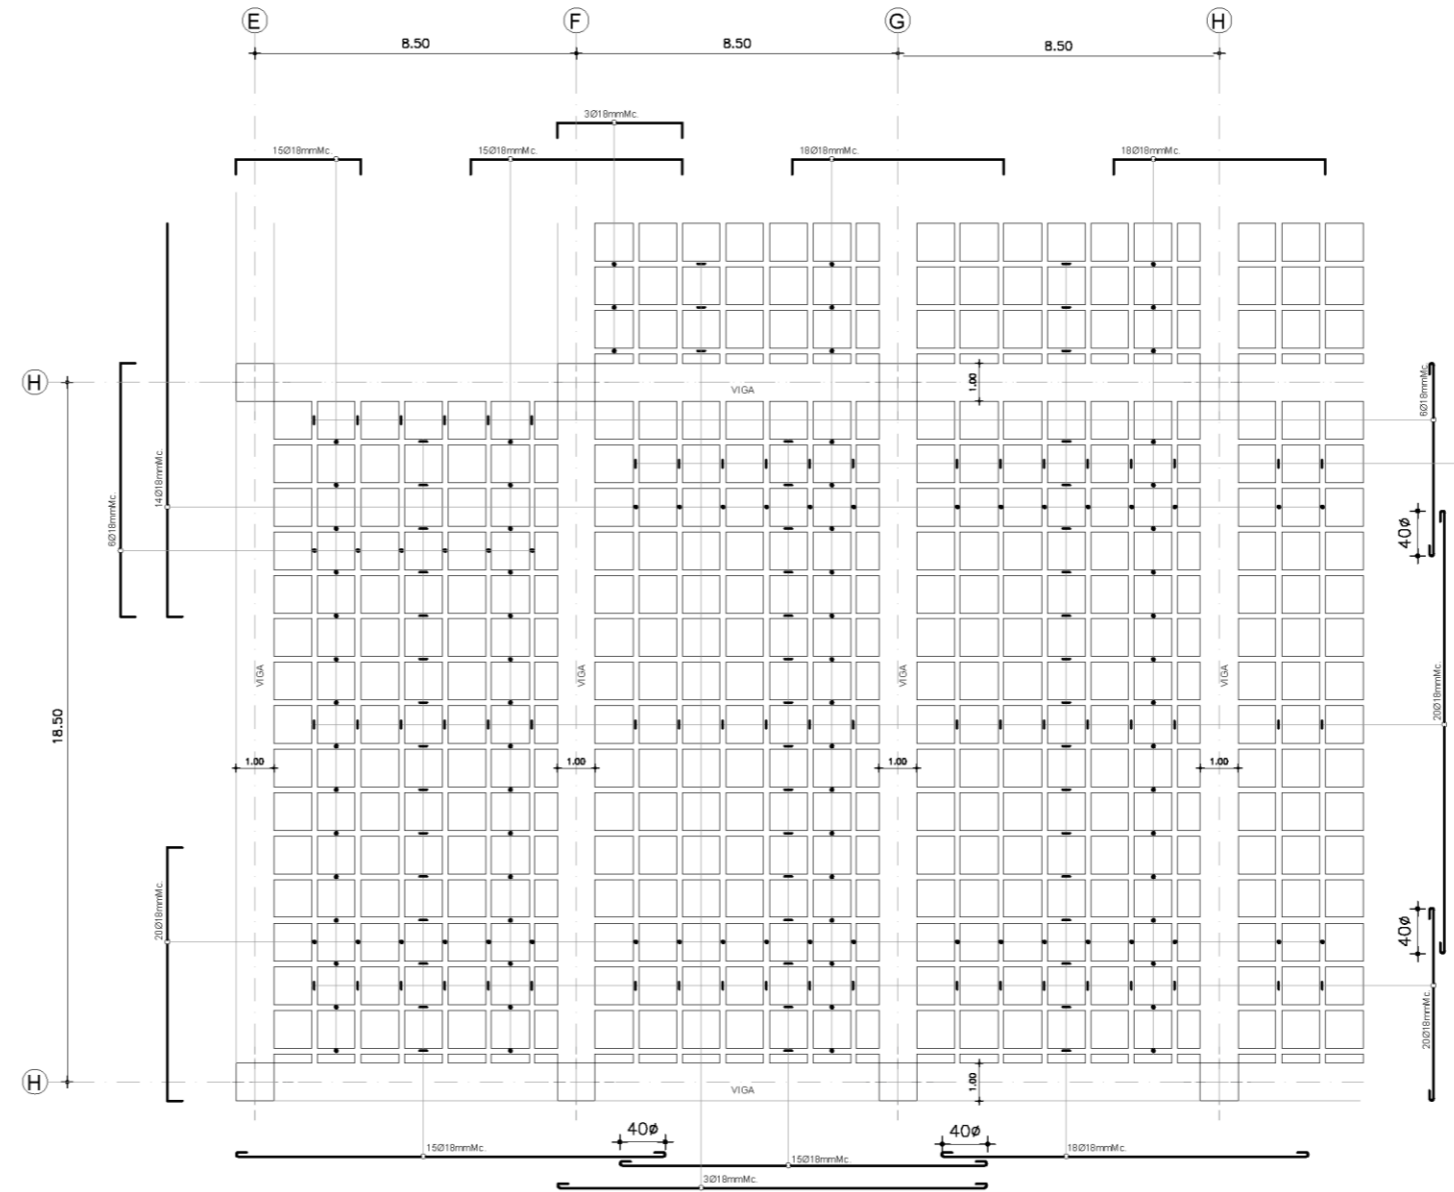 E F G H
8.50 8.50 8.50
3Ø18mmMc.
15Ø18mmMc. 15Ø18mmMc. 18Ø18mmMc. 18Ø18mmMc.
H
VIGA
1.00
6Ø18mmMc.
14Ø18mmMc.
6Ø18mmMc.
40ø
18.50
VIGA VIGA VIGA VIGA
20Ø18mmMc.
1.00 1.00 1.00 1.00
20Ø18mmMc.
40ø
20Ø18mmMc.
H
VIGA
1.00
40ø 40ø
15Ø18mmMc. 18Ø18mmMc.
15Ø18mmMc.
3Ø18mmMc.